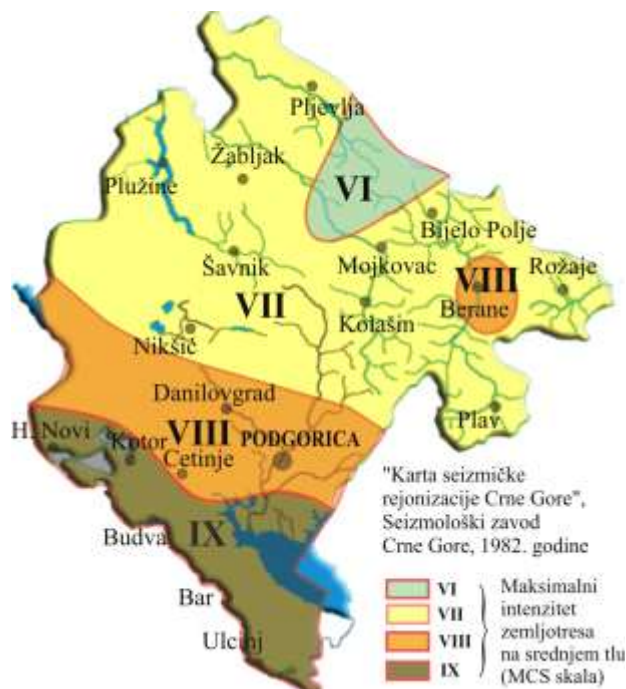 Pljevlja
Žabljak
Plužine
VI
Bijelo Polje
Šavnik
Mojkovac
VIII
Rožaje
VII
Berane
Kolašin
Nikšić
Danilovgrad
Plav
H. Novi
Kotor
VIII
PODGORICA
Cetinje
"Karta seizmičke
rejonizacije Crne Gore",
Seizmološki zavod
Crne Gore, 1982. godine
Budva
IX
Bar
Ulcinj
VI
VII
VIII
IX
Maksimalni
intenzitet
zemljotresa
na srednjem tlu
(MCS skala)